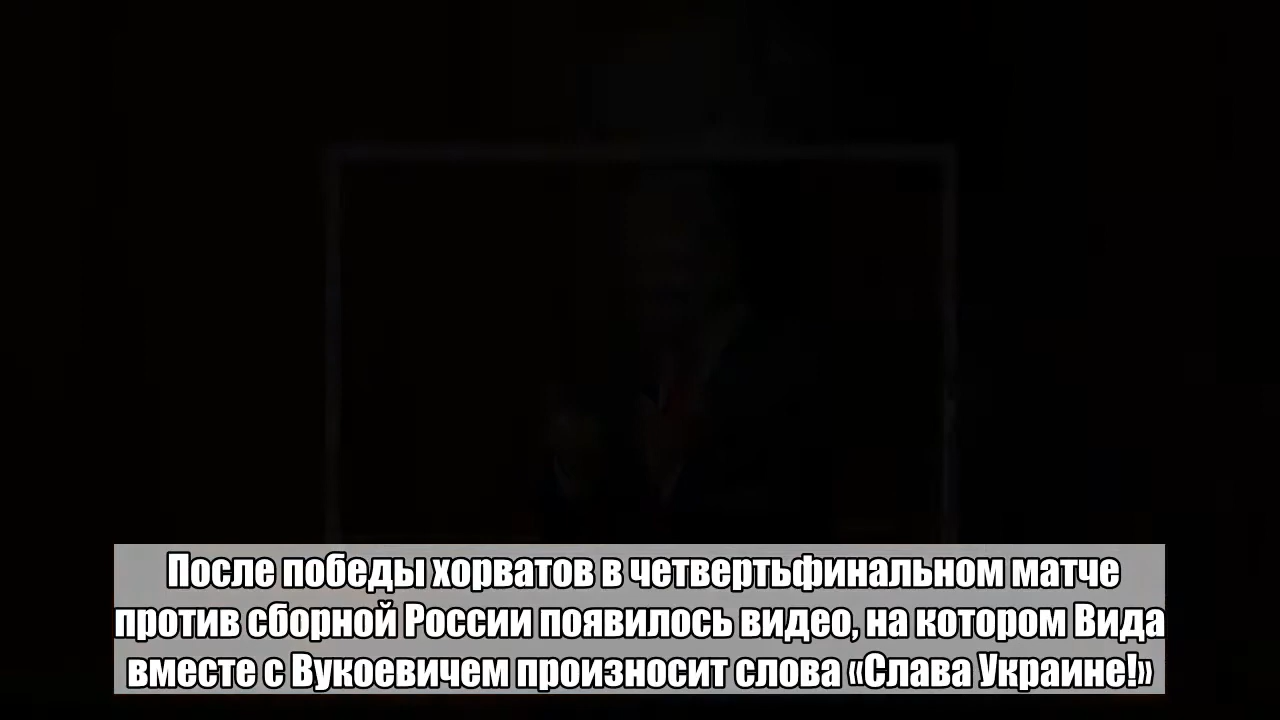 После победы хорватов в четвертьфинальном матче
против сборной России появилось видео, на котором Вида
вместе с Вукоевичем произносит слова «Слава Украине!»